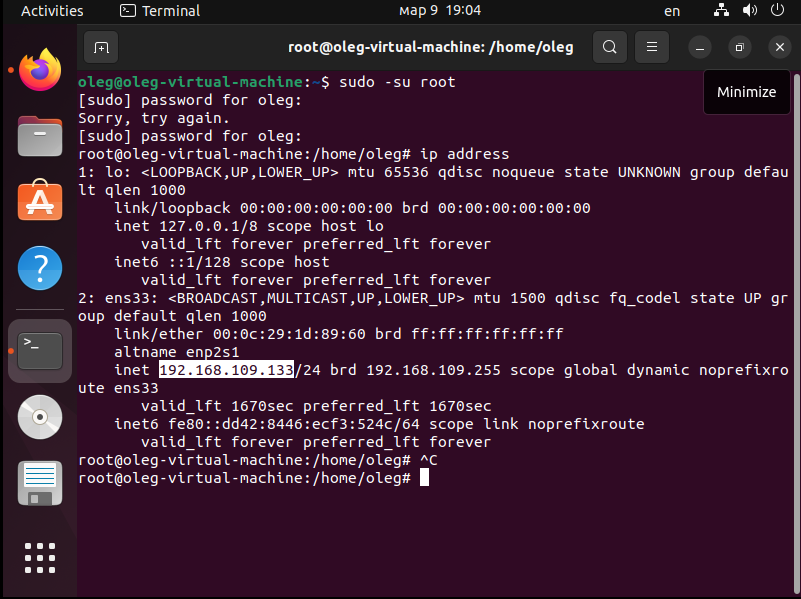 Activities
Terminal
мар 9 19:04
en
root@oleg-virtual-machine: /home/oleg
Minimize
oleg@oleg-virtual-machine:~$ sudo -su root
[sudo] password for oleg:
Sorry, try again.
[sudo] password for oleg:
root@oleg-virtual-machine:/home/oleg# ip address
1: lo: <LOOPBACK,UP,LOWER_UP> mtu 65536 qdisc noqueue state UNKNOWN group defau
lt qlen 1000
    link/loopback 00:00:00:00:00:00 brd 00:00:00:00:00:00
    inet 127.0.0.1/8 scope host lo
       valid_lft forever preferred_lft forever
    inet6 ::1/128 scope host
       valid_lft forever preferred_lft forever
2: ens33: <BROADCAST,MULTICAST,UP,LOWER_UP> mtu 1500 qdisc fq_codel state UP gr
oup default qlen 1000
    link/ether 00:0c:29:1d:89:60 brd ff:ff:ff:ff:ff:ff
    altname enp2s1
    inet 192.168.109.133/24 brd 192.168.109.255 scope global dynamic noprefixro
ute ens33
       valid_lft 1670sec preferred_lft 1670sec
    inet6 fe80::dd42:8446:ecf3:524c/64 scope link noprefixroute
       valid_lft forever preferred_lft forever
root@oleg-virtual-machine:/home/oleg# ^C
root@oleg-virtual-machine:/home/oleg#